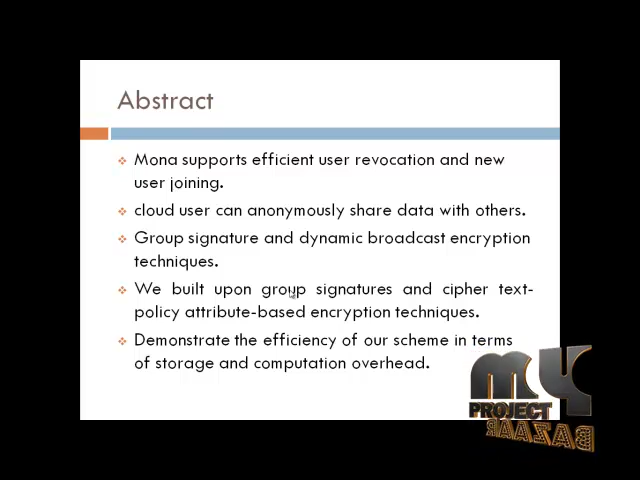 Abstract
Mona supports efficient user revocation and new
user joining.
cloud user can anonymously share data with others.
Group signature and dynamic broadcast encryption
techniques.
We built upon group signatures and cipher text-
policy attribute-based encryption techniques.
Demonstrate the efficiency of our scheme in terms
of storage and computation overhead.
my
PROJECT
BAZAAR